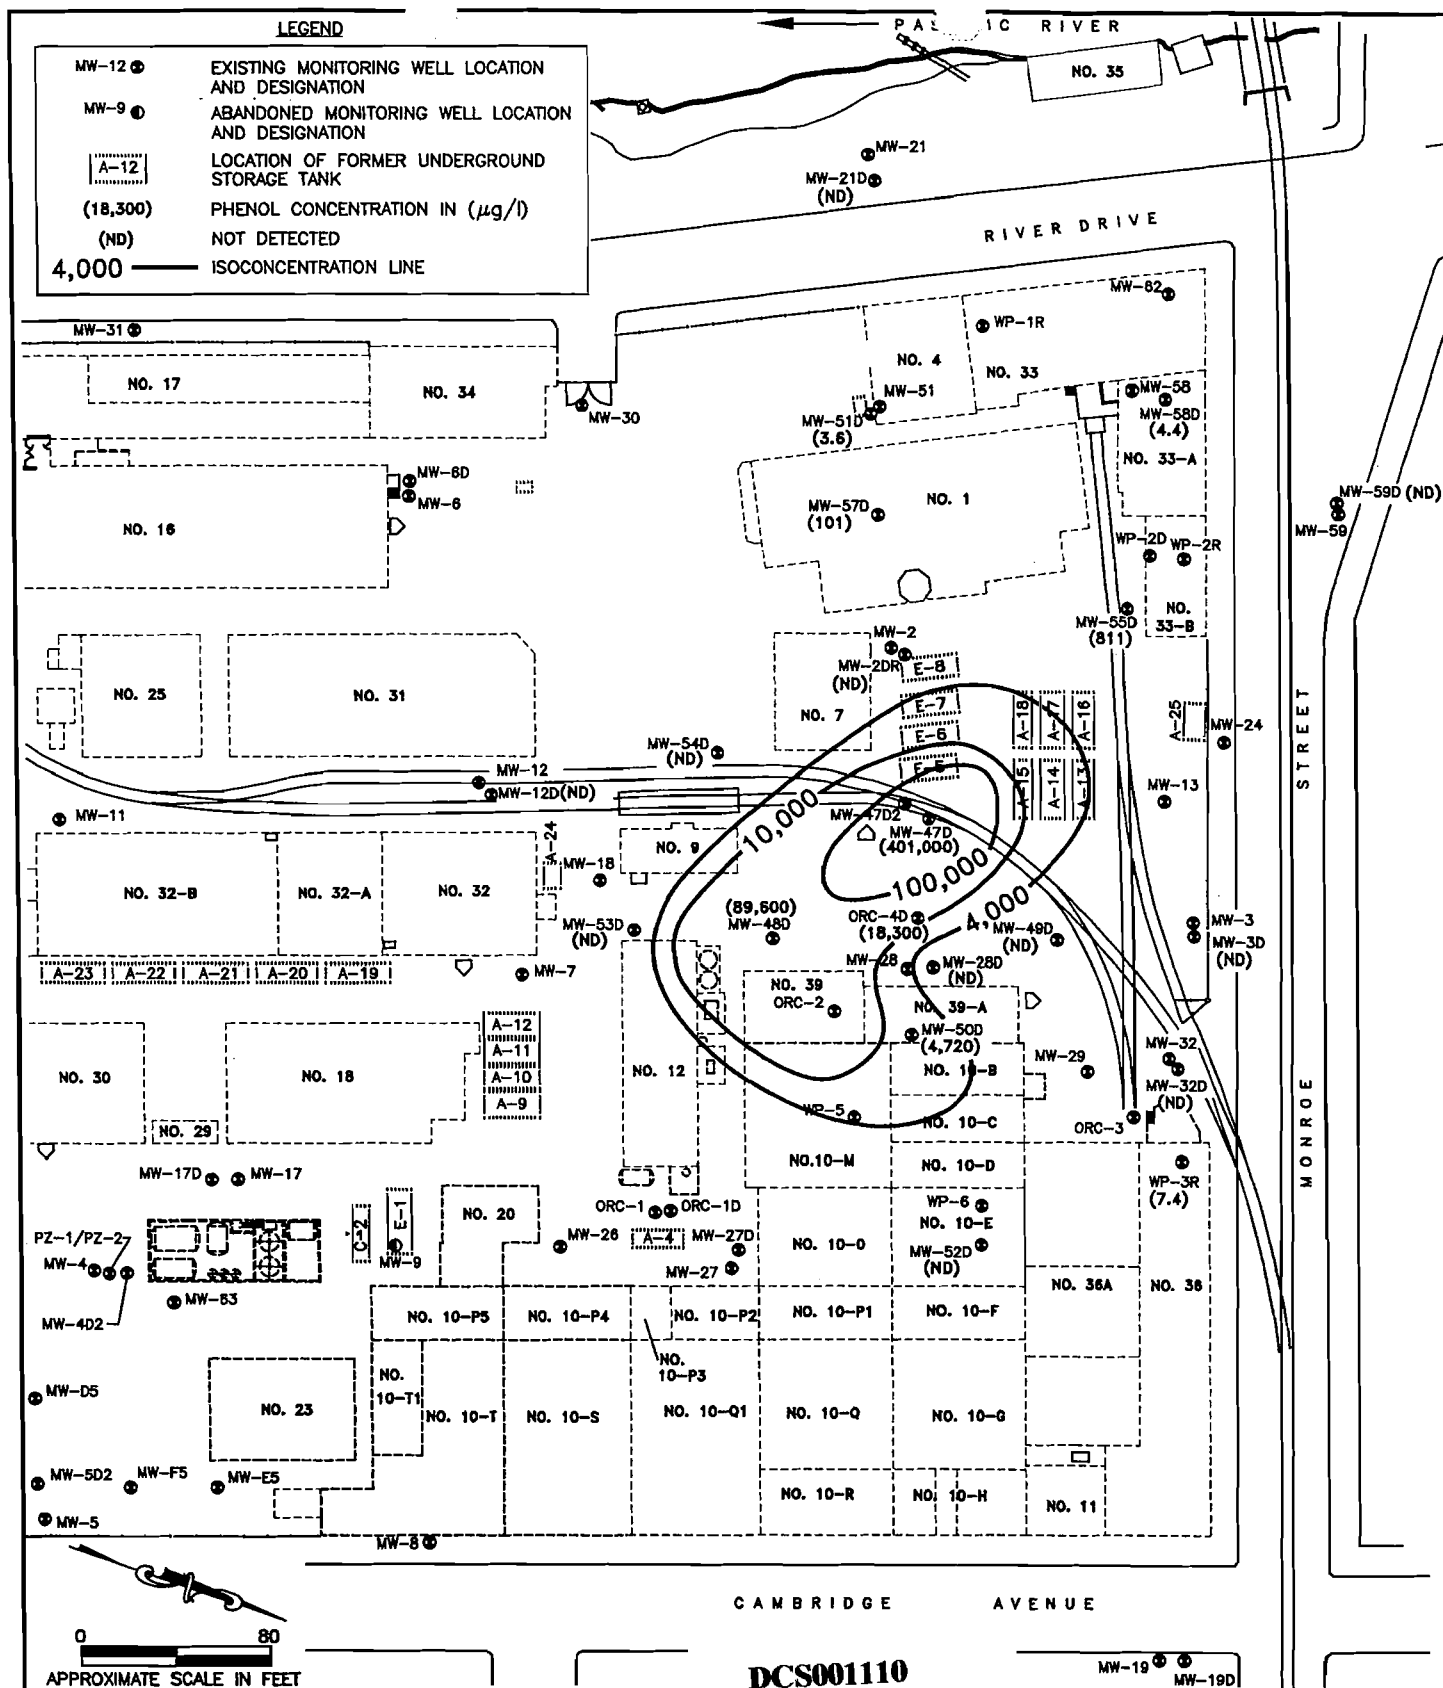 LEGEND
MW-12
EXISTING MONITORING WELL LOCATION
AND DESIGNATION
MW-9
ABANDONED MONITORING WELL LOCATION
AND DESIGNATION
A-12
LOCATION OF FORMER UNDERGROUND
STORAGE TANK
(18,300)
PHENOL CONCENTRATION IN (µg/l)
(ND)
NOT DETECTED
4,000
ISOCONCENTRATION LINE
RIVER
NO. 35
MW-21
MW-21D
(ND)
RIVER DRIVE
MW-62
MW-31
WP-1R
NO. 17
NO. 34
NO. 4
NO. 33
MW-30
MW-51
MW-51D
(3.6)
MW-58
MW-58D
(4.4)
NO. 33-A
MW-6D
MW-6
NO. 16
MW-57D
(101)
NO. 1
MW-59D (ND)
MW-59
WP-2D
WP-2R
NO.
33-B
MW-55D
(811)
MW-2
MW-2DR
(ND)
E-8
E-7
E-6
E-5
NO. 25
NO. 31
NO. 7
A-18
A-17
A-16
A-15
A-14
A-13
A-25
MW-24
MW-13
STREET
MW-54D
(ND)
MW-12
MW-12D(ND)
MW-11
10,000
MW-47D2
MW-47D
(401,000)
100,000
4,000
NO. 9
A-24
MW-18
NO. 32-B
NO. 32-A
NO. 32
(89,600)
MW-48D
ORC-4D
(18,300)
MW-49D
(ND)
MW-3
MW-3D
(ND)
MW-53D
(ND)
MW-28
MW-28D
(ND)
A-23
A-22
A-21
A-20
A-19
MW-7
NO. 39
ORC-2
NO. 39-A
MW-50D
(4,720)
A-12
A-11
A-10
A-9
NO. 30
NO. 18
NO. 12
NO. 10-B
MW-29
MW-32
MW-32D
(ND)
MONROE
NO. 29
WP-5
NO. 10-C
ORC-3
NO.10-M
NO. 10-D
WP-3R
(7.4)
MW-17D
MW-17
ORC-1
ORC-1D
WP-6
NO. 10-E
C-2
E-1
MW-9
NO. 20
MW-26
A-4
MW-27D
MW-27
NO. 10-O
MW-52D
(ND)
PZ-1/PZ-2
MW-4
MW-4D2
MW-63
NO. 36A
NO. 36
NO. 10-P5
NO. 10-P4
NO. 10-P2
NO. 10-P1
NO. 10-F
NO.
10-P3
MW-D5
NO. 23
NO.
10-T1
NO. 10-T
NO. 10-S
NO. 10-Q1
NO. 10-Q
NO. 10-G
MW-5D2
MW-F5
MW-E5
NO. 10-R
NO. 10-H
NO. 11
MW-5
MW-8
CAMBRIDGE AVENUE
0 80
APPROXIMATE SCALE IN FEET
DCS001110
MW-19
MW-19D